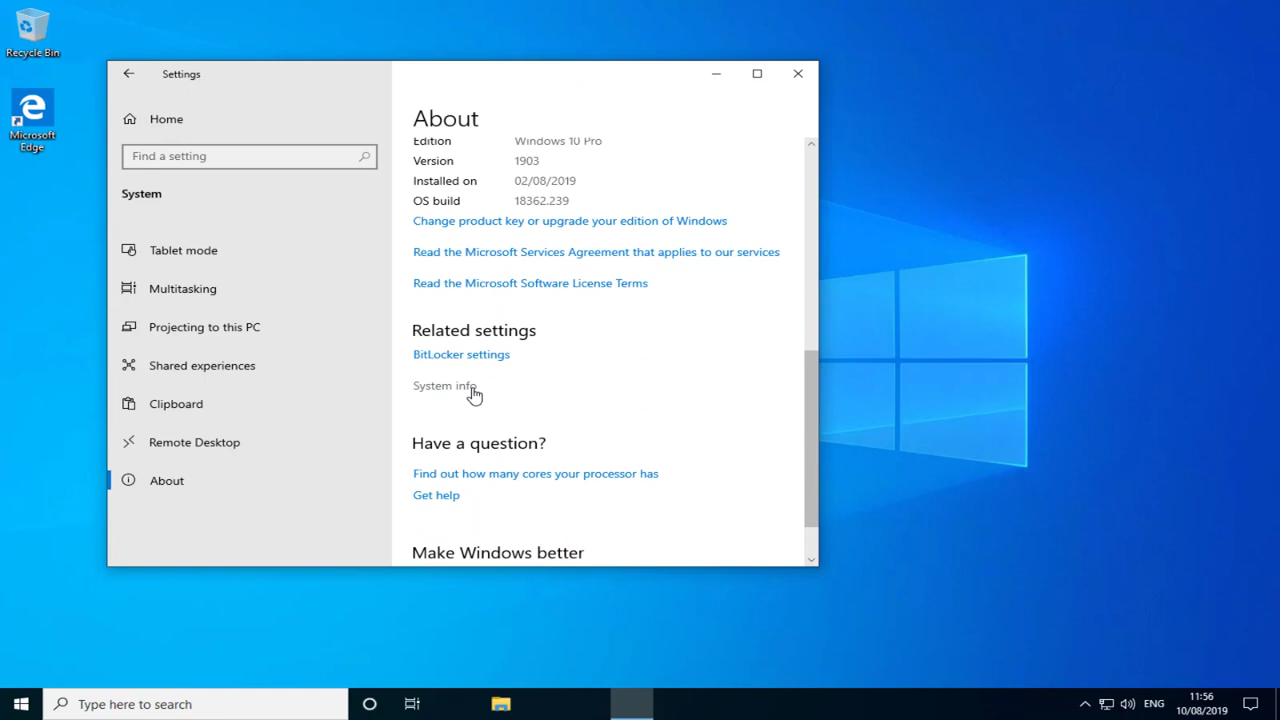 Recycle Bin
Microsoft
Edge
Settings
Home
Find a setting
System
Tablet mode
Multitasking
Projecting to this PC
Shared experiences
Clipboard
Remote Desktop
About
About
Edition Windows 10 Pro
Version 1903
Installed on 02/08/2019
OS build 18362.239
Change product key or upgrade your edition of Windows
Read the Microsoft Services Agreement that applies to our services
Read the Microsoft Software License Terms
Related settings
BitLocker settings
System info
Have a question?
Find out how many cores your processor has
Get help
Make Windows better
Type here to search
ENG
11:56
10/08/2019